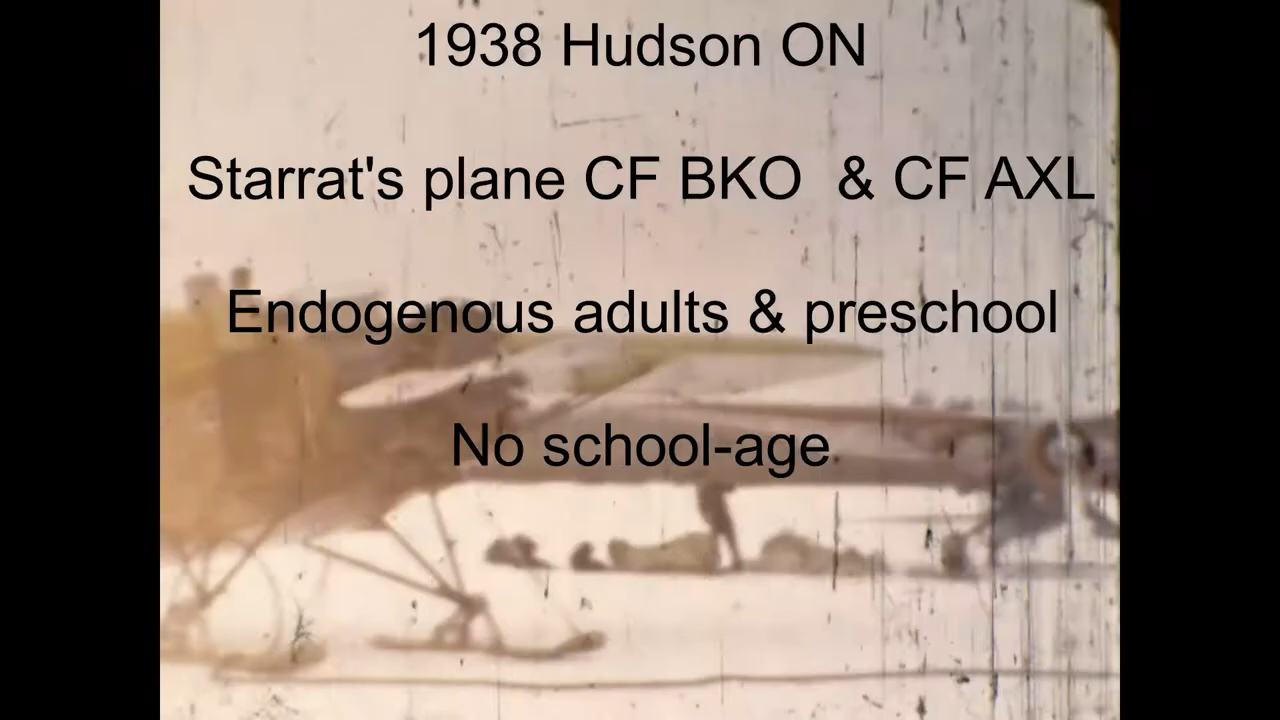 1938 Hudson ON
Starrat's plane CF BKO & CF AXL
Endogenous adults & preschool
No school-age